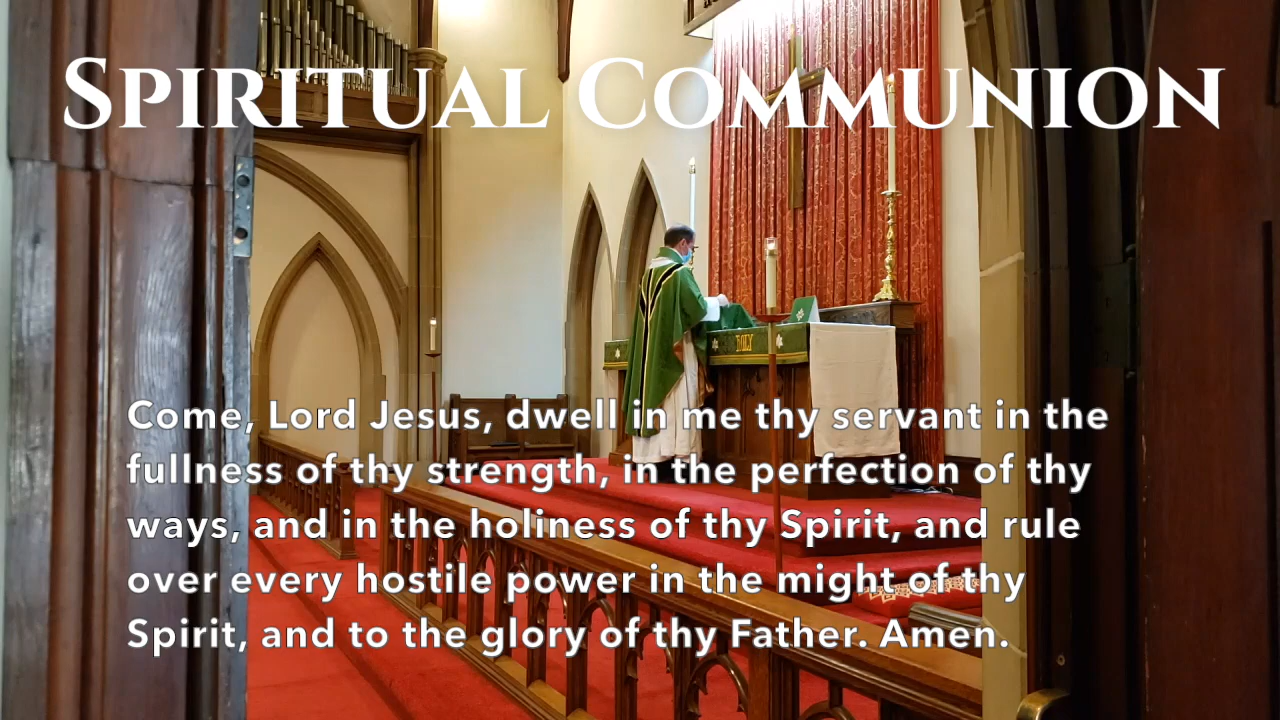 SPIRITUAL COMMUNION
HOLY
Come, Lord Jesus, dwell in me thy servant in the
fullness of thy strength, in the perfection of thy
ways, and in the holiness of thy Spirit, and rule
over every hostile power in the might of thy
Spirit, and to the glory of thy Father. Amen.